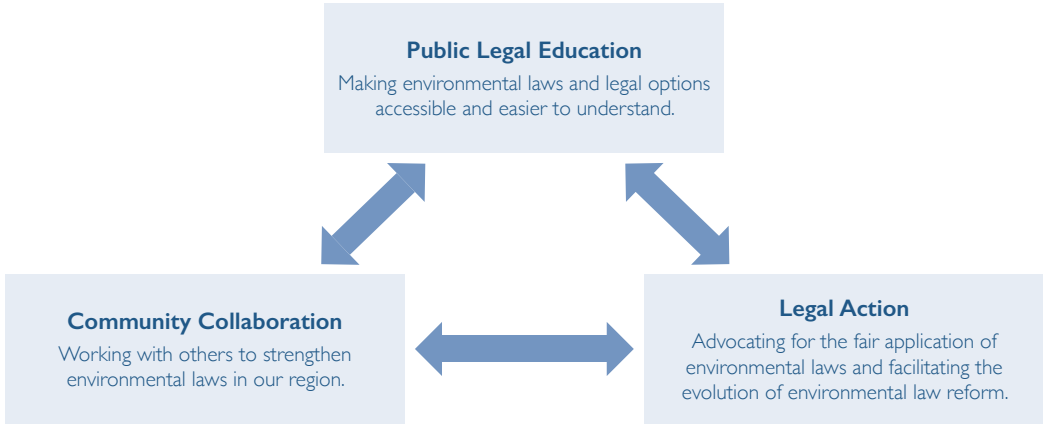 Public Legal Education
Making environmental laws and legal options
accessible and easier to understand.
Community Collaboration
Working with others to strengthen
environmental laws in our region.
Legal Action
Advocating for the fair application of
environmental laws and facilitating the
evolution of environmental law reform.